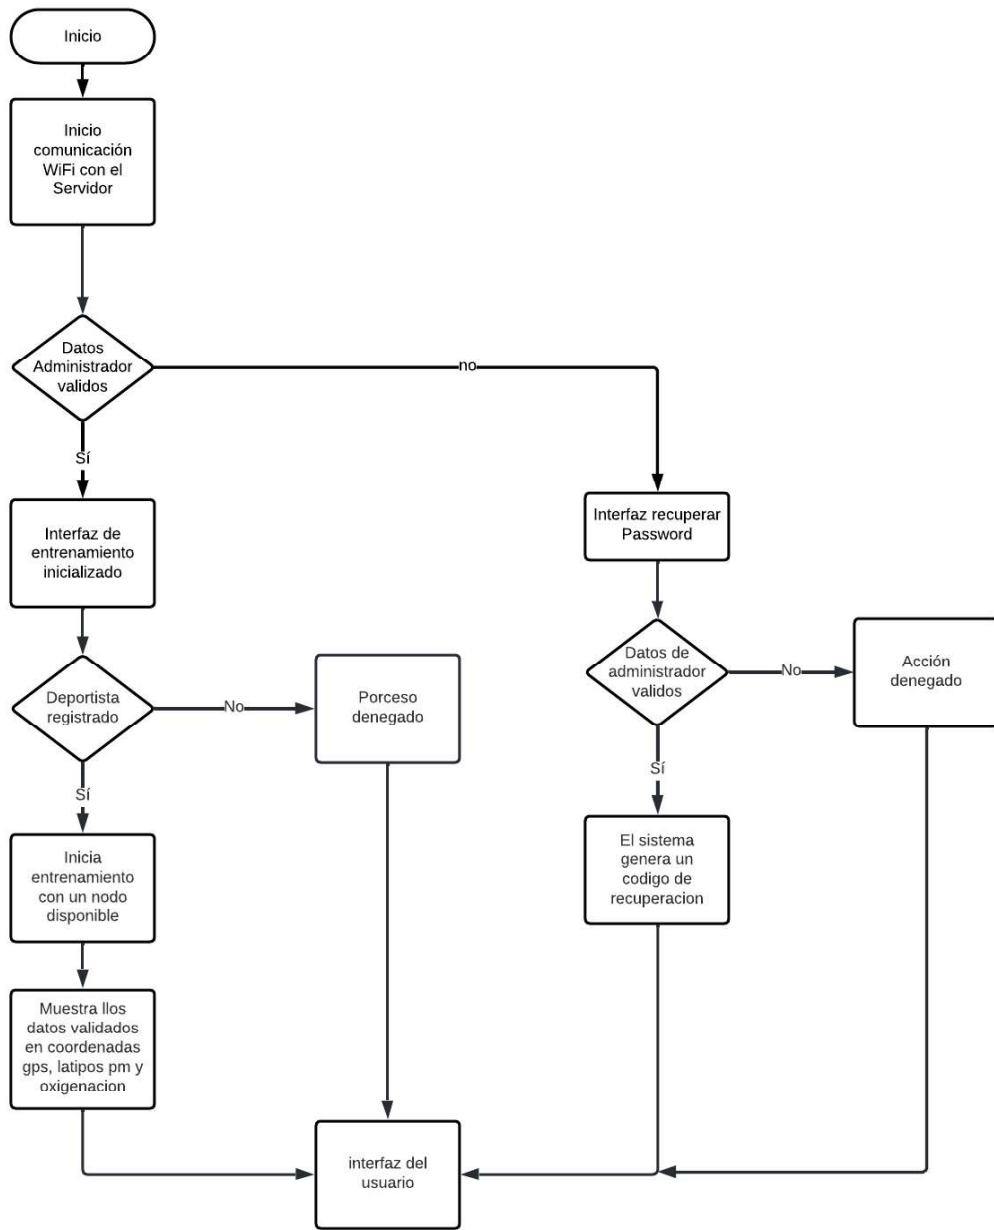 Inicio
Inicio
comunicación
WiFi con el
Servidor
Datos
Administrador
validos
no
Sí
Interfaz de
entrenamiento
inicializado
Interfaz recuperar
Password
Deportista
registrado
No
Porceso
denegado
Datos de
administrador
validos
No
Acción
denegado
Sí
Sí
Inicia
entrenamiento
con un nodo
disponible
El sistema
genera un
codigo de
recuperacion
Muestra llos
datos validados
en coordenadas
gps, latipos pm y
oxigenacion
interfaz del
usuario